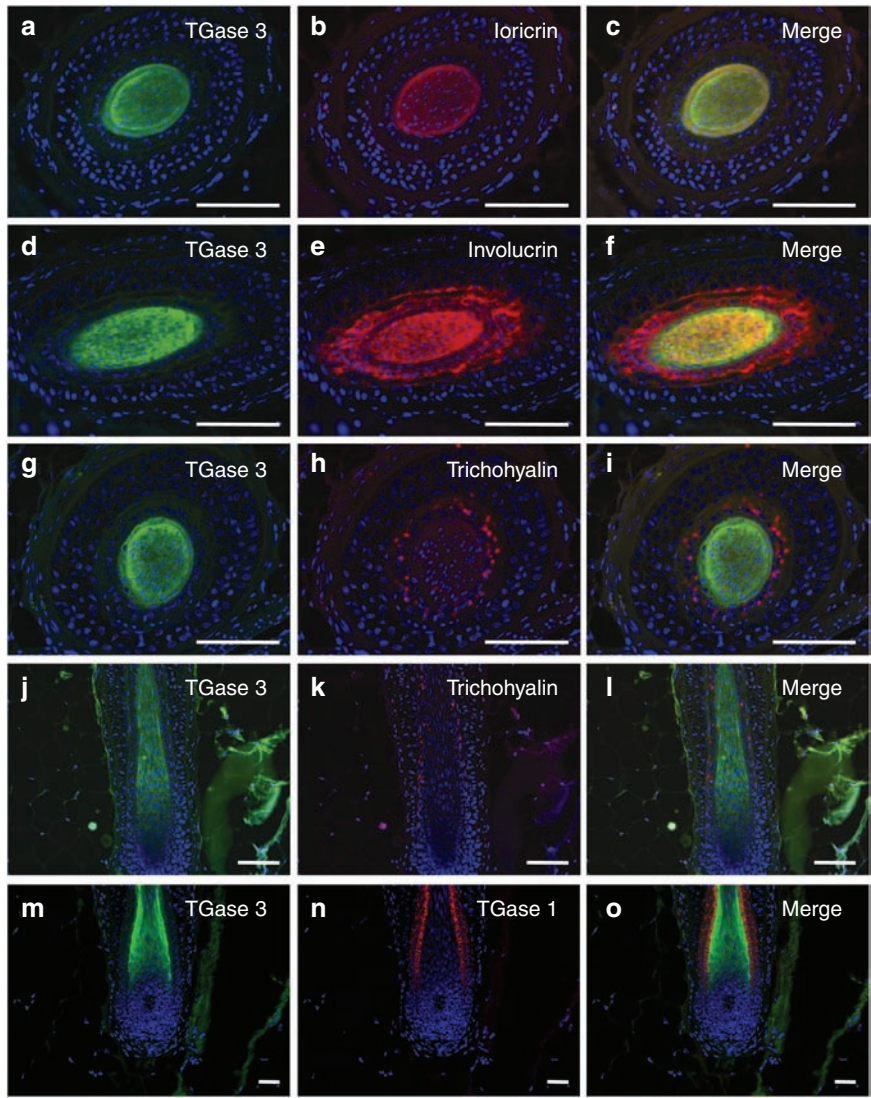 a TGase 3
b loricrin
c Merge
d TGase 3
e Involucrin
f Merge
g TGase 3
h Trichohyalin
i Merge
j TGase 3
k Trichohyalin
l Merge
m TGase 3
n TGase 1
o Merge